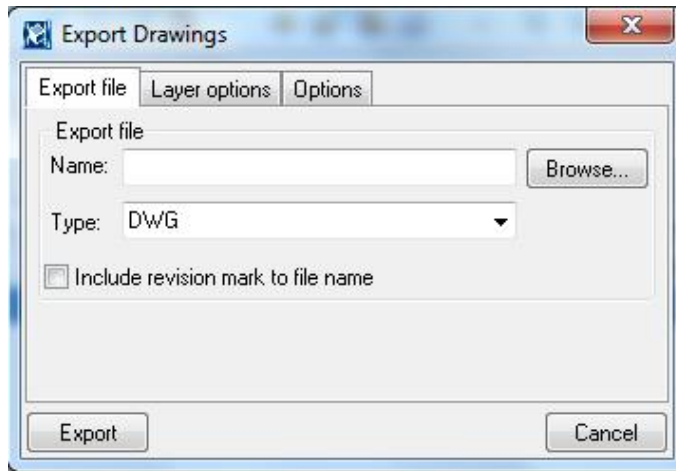 Export Drawings
Export file Layer options Options
Export file
Name: Browse...
Type: DWG
Include revision mark to file name
Export Cancel